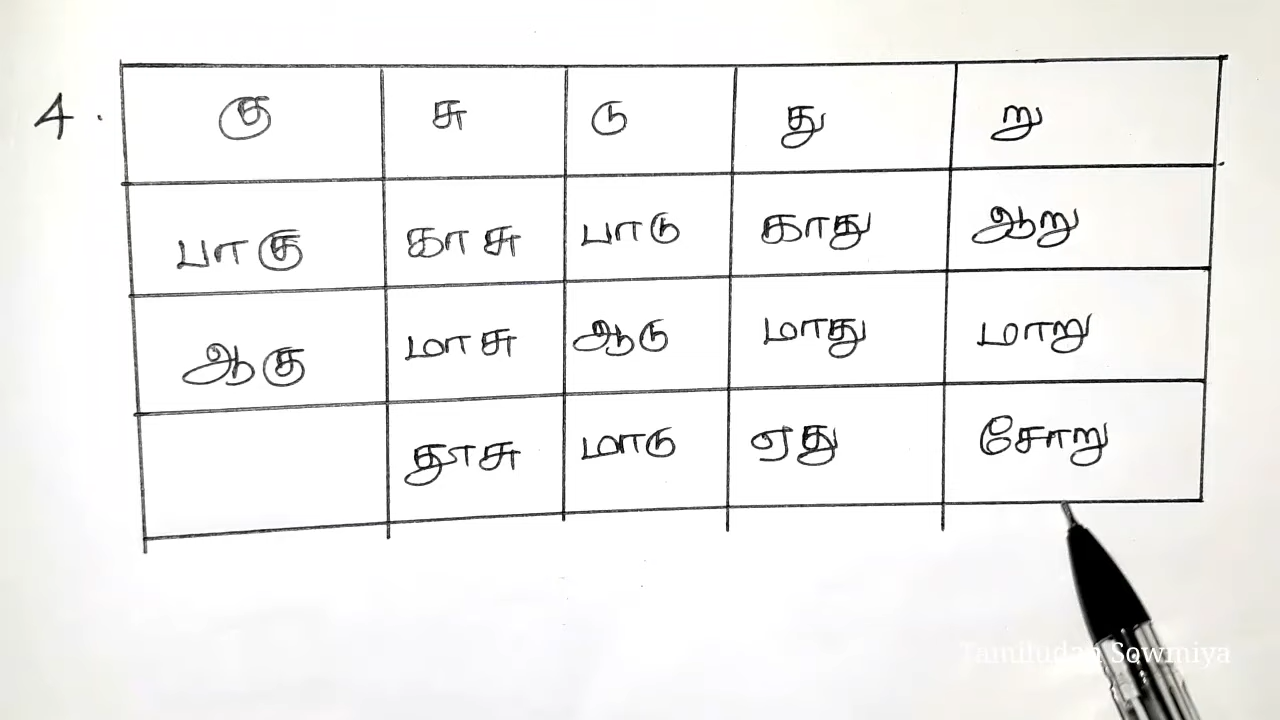 4. கு சு டு து று
பாகு காசு பாடு காது ஆறு
ஆகு மாசு ஆடு மாது மாறு
தூசு மாடு ஏது சோறு
Tamiludan Sowmiya